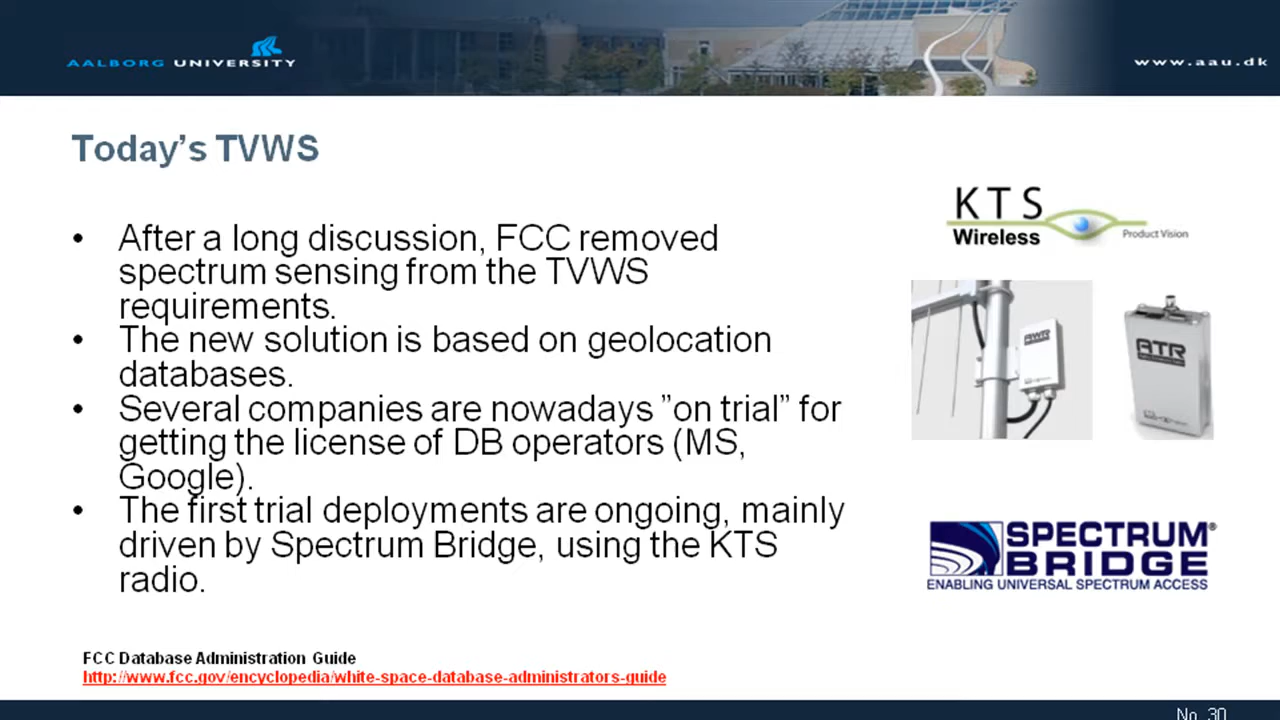 AALBORG UNIVERSITY
www.aau.dk
Today's TVWS
• After a long discussion, FCC removed
spectrum sensing from the TVWS
requirements.
• The new solution is based on geolocation
databases.
• Several companies are nowadays ”on trial” for
getting the license of DB operators (MS,
Google).
• The first trial deployments are ongoing, mainly
driven by Spectrum Bridge, using the KTS
radio.
KTS
Wireless
Product Vision
AWR
ATR
SPECTRUM®
BRIDGE
ENABLING UNIVERSAL SPECTRUM ACCESS
FCC Database Administration Guide
http://www.fcc.gov/encyclopedia/white-space-database-administrators-guide
No. 30